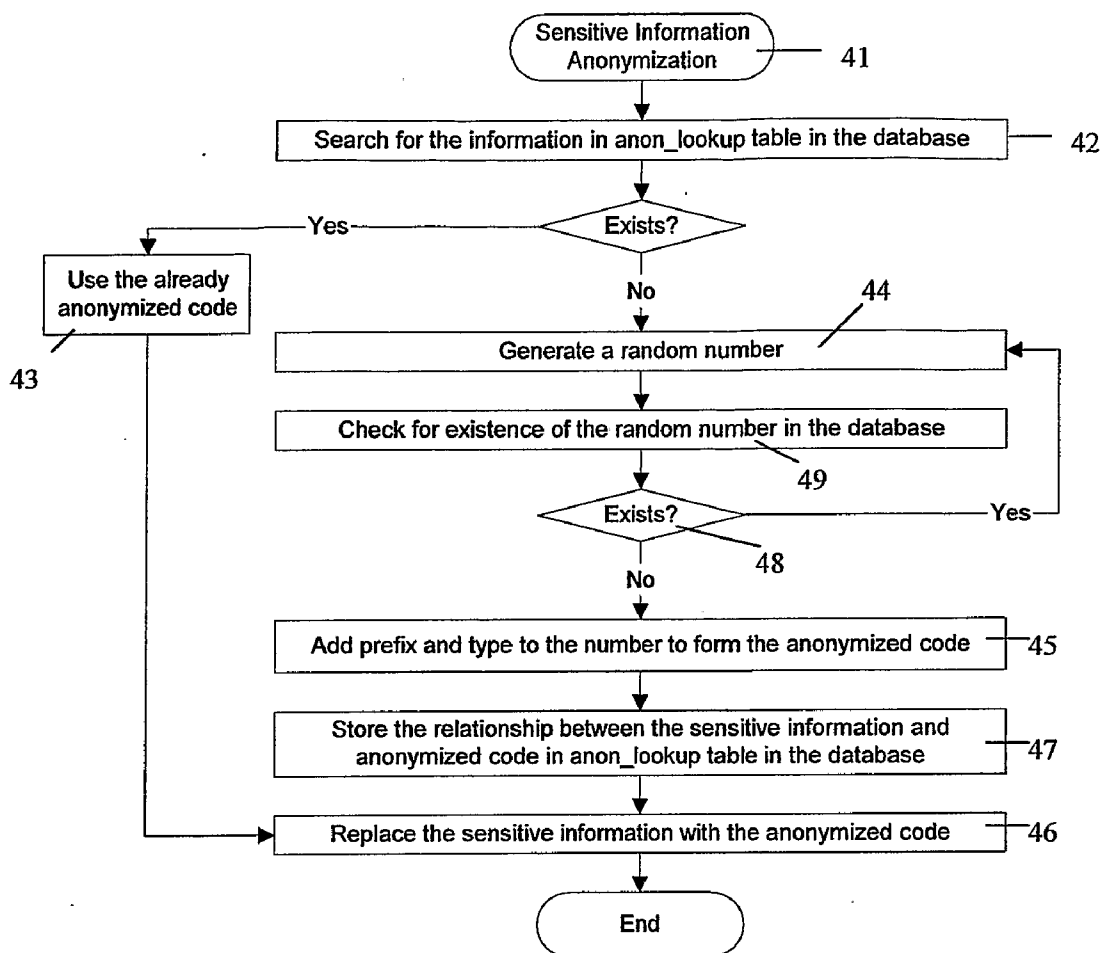 Sensitive Information
Anonymization
41
Search for the information in anon_lookup table in the database
42
Yes
Exists?
Use the already
anonymized code
43
No
44
Generate a random number
Check for existence of the random number in the database
49
Exists?
Yes
48
No
Add prefix and type to the number to form the anonymized code
45
Store the relationship between the sensitive information and
anonymized code in anon_lookup table in the database
47
Replace the sensitive information with the anonymized code
46
End